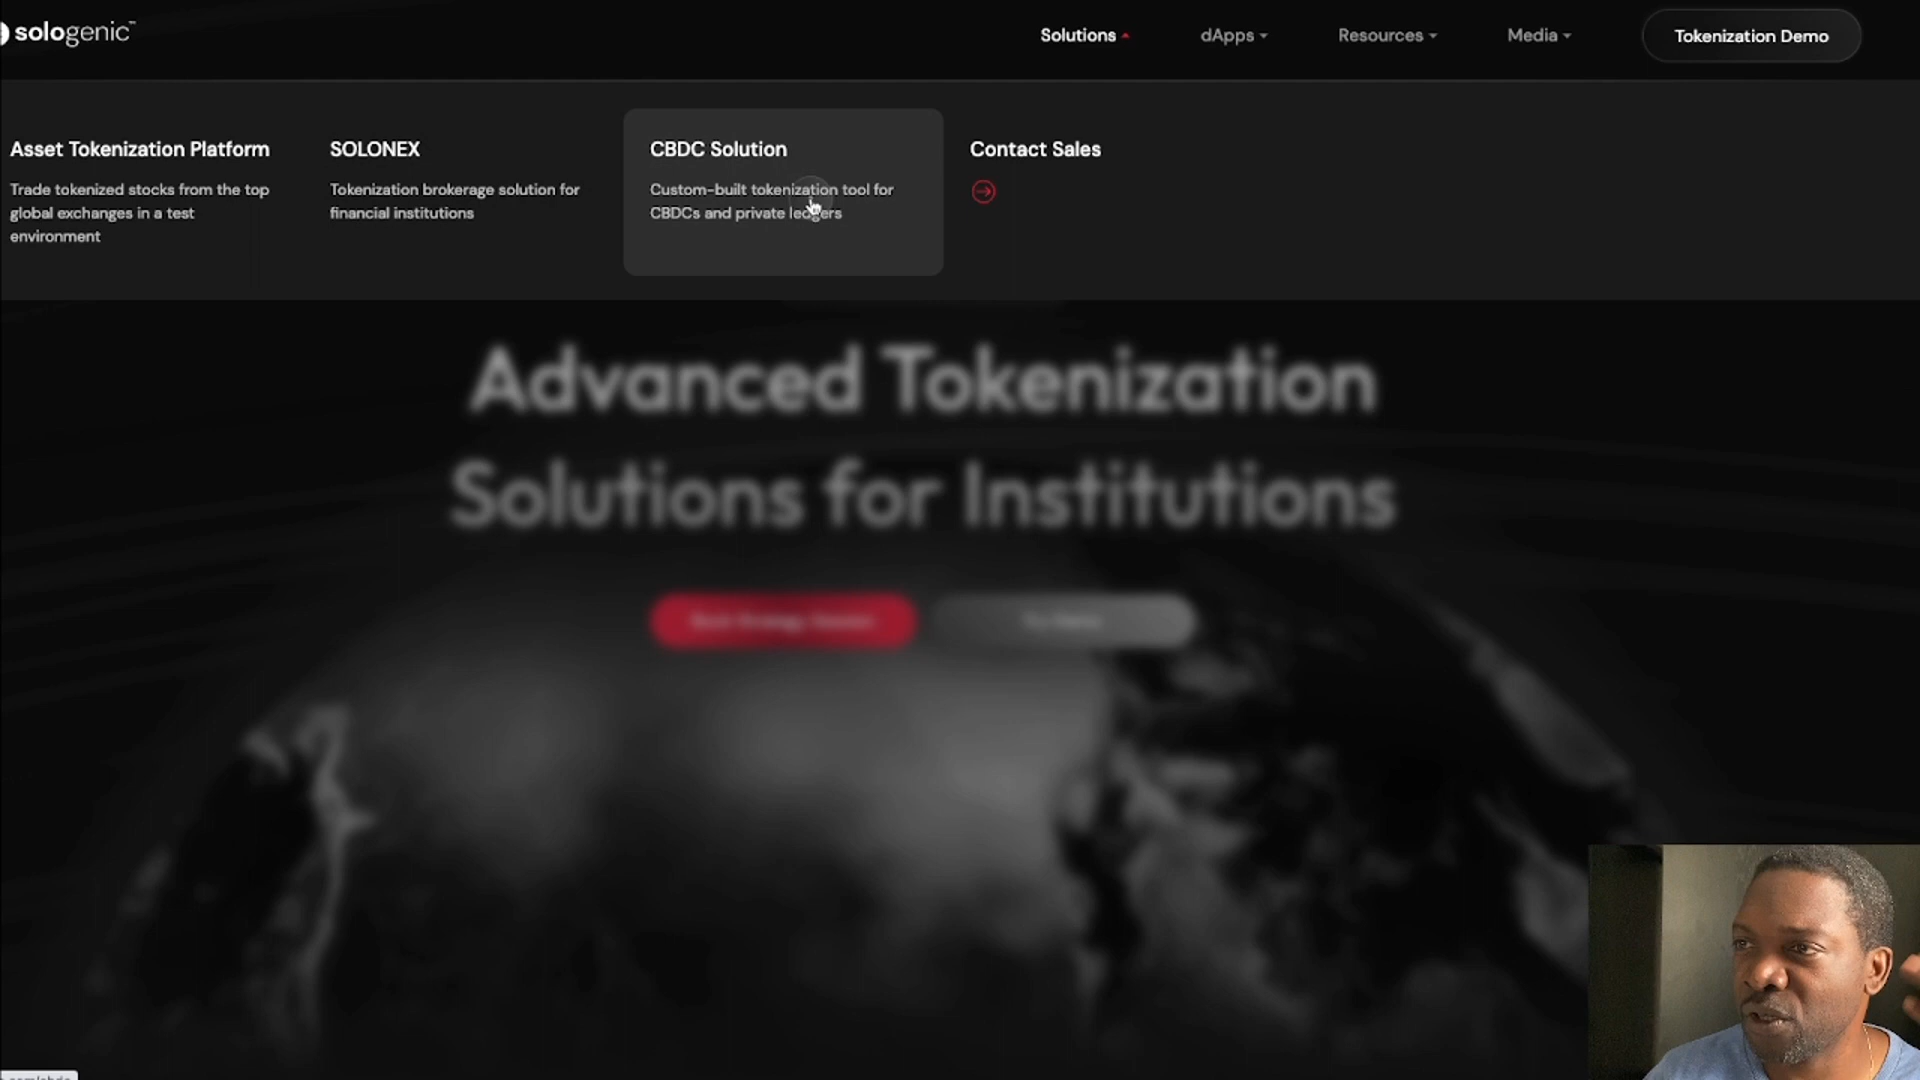 sologenic™
Solutions
dApps
Resources
Media
Tokenization Demo
Asset Tokenization Platform
Trade tokenized stocks from the top
global exchanges in a test
environment
SOLONEX
Tokenization brokerage solution for
financial institutions
CBDC Solution
Custom-built tokenization tool for
CBDCs and private ledgers
Contact Sales
Advanced Tokenization
Solutions for Institutions